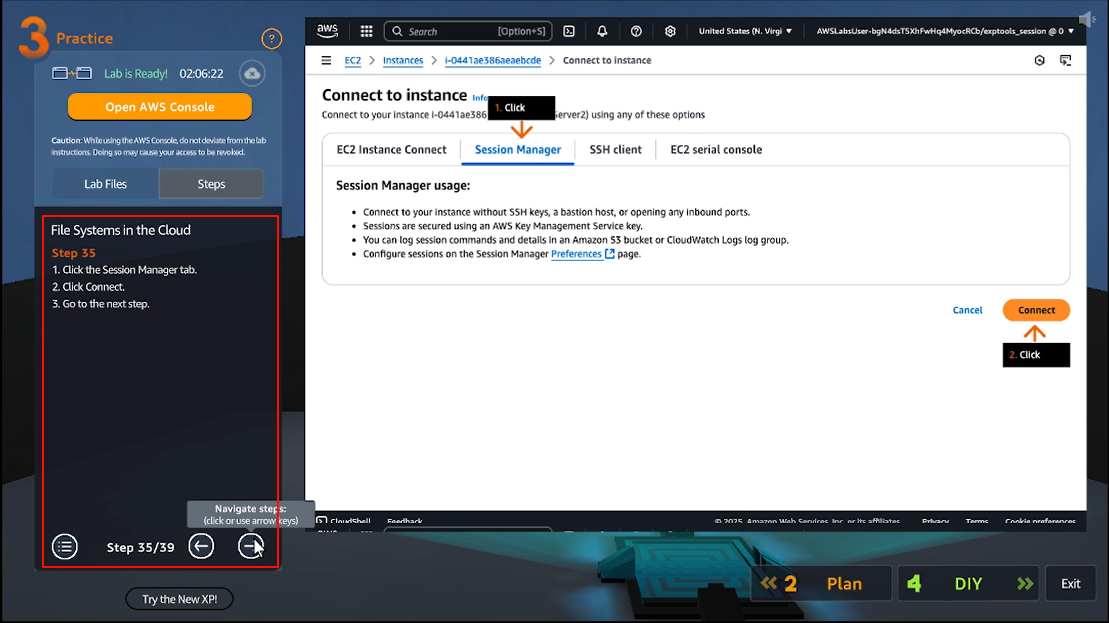 3 Practice
?
Lab is Ready! 02:06:22
Open AWS Console
Caution: While using the AWS Console, do not deviate from the lab
instructions. Doing so may cause your access to be revoked.
Lab Files
Steps
File Systems in the Cloud
Step 35
1. Click the Session Manager tab.
2. Click Connect.
3. Go to the next step.
Navigate steps:
(click or use arrow keys)
Step 35/39
Try the New XP!
aws
Search [Option+S]
United States (N. Virgi
AWSLabsUser-bgN4dsT5XhFwHq4MyocRCb/exptools_session @ 0
EC2 > Instances > i-0441ae386aeaebcde > Connect to instance
Connect to instance Info
1. Click
Connect to your instance i-0441ae386 Server2) using any of these options
EC2 Instance Connect
Session Manager
SSH client
EC2 serial console
Session Manager usage:
• Connect to your instance without SSH keys, a bastion host, or opening any inbound ports.
• Sessions are secured using an AWS Key Management Service key.
• You can log session commands and details in an Amazon S3 bucket or CloudWatch Logs log group.
• Configure sessions on the Session Manager Preferences page.
Cancel
Connect
2. Click
CloudShell Feedback © 2025, Amazon Web Services, Inc. or its affiliates. Privacy Terms Cookie preferences
2 Plan
4 DIY
Exit